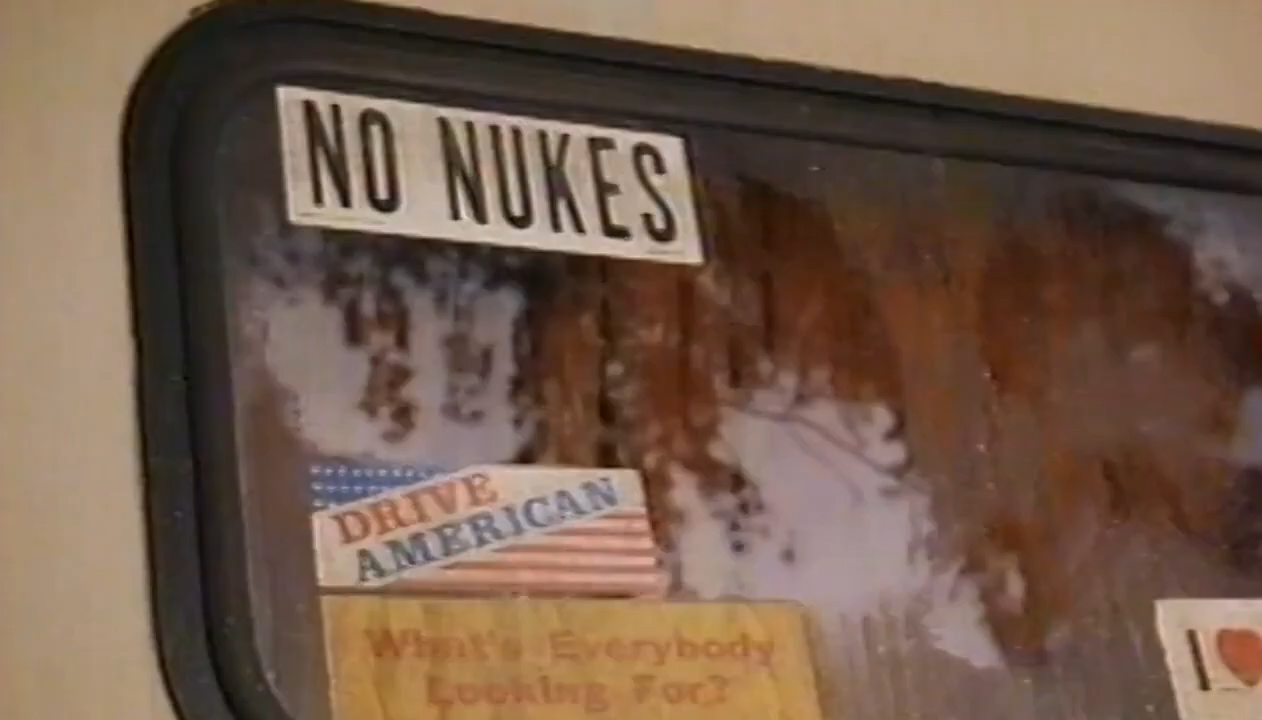 NO NUKES
DRIVE
AMERICAN
What's Everybody
Looking For?
I ❤